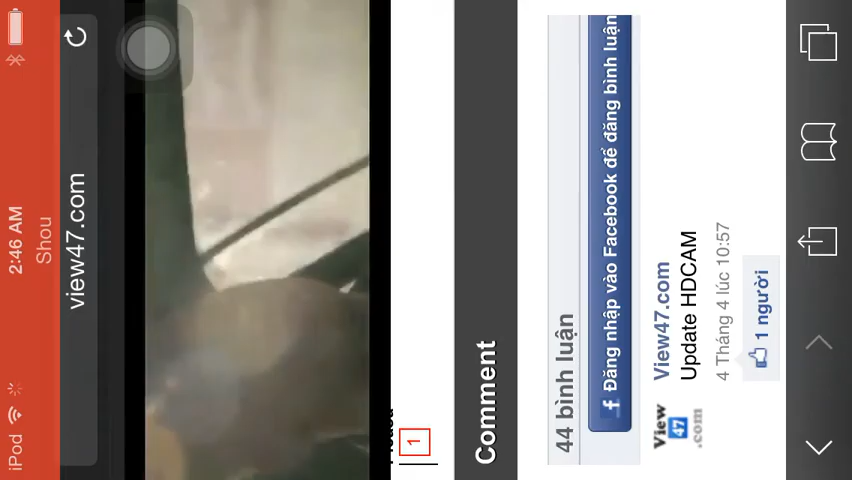 iPod
2:46 AM
Shou
view47.com
1
Comment
44 bình luận
f Đăng nhập vào Facebook để đăng bình luận
View
47
.com
View47.com
Update HDCAM
4 Tháng 4 lúc 10:57
1 người